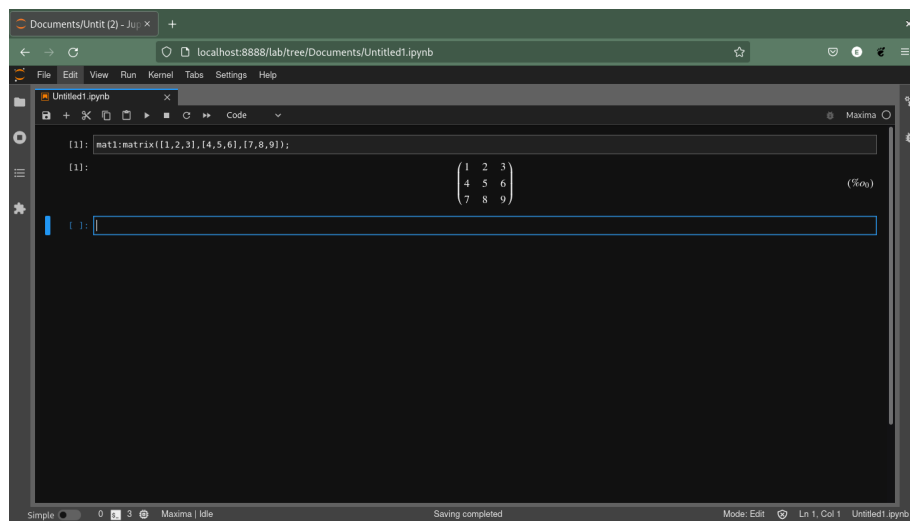 Documents/Untit (2) - Jup
localhost:8888/lab/tree/Documents/Untitled1.ipynb
File Edit View Run Kernel Tabs Settings Help
Untitled1.ipynb
Code
Maxima
[1]: mat1:matrix([1,2,3],[4,5,6],[7,8,9]);
[1]:
1 2 3
4 5 6
7 8 9
(%o0)
[ ]:
Simple 0 3 Maxima | Idle Saving completed Mode: Edit Ln 1, Col 1 Untitled1.ipynb